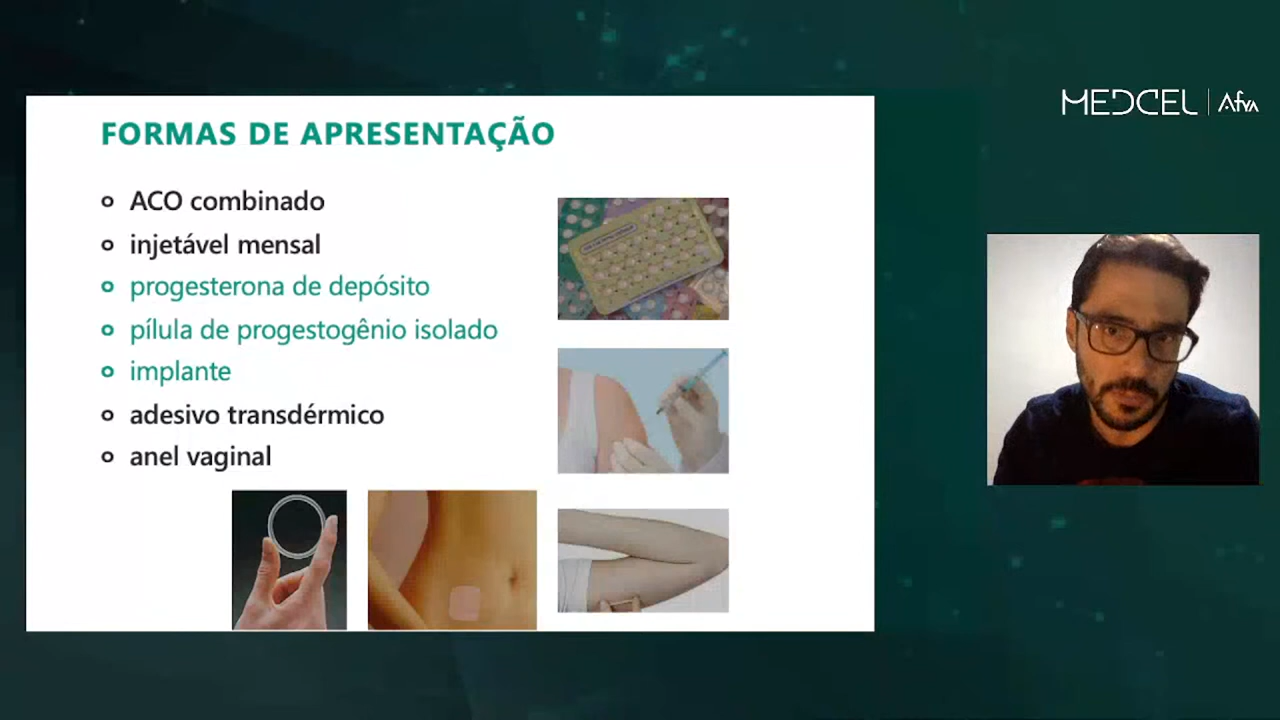 FORMAS DE APRESENTAÇÃO
ACO combinado
injetável mensal
progesterona de depósito
pílula de progestogênio isolado
implante
adesivo transdérmico
anel vaginal
MEDCEL | Afya